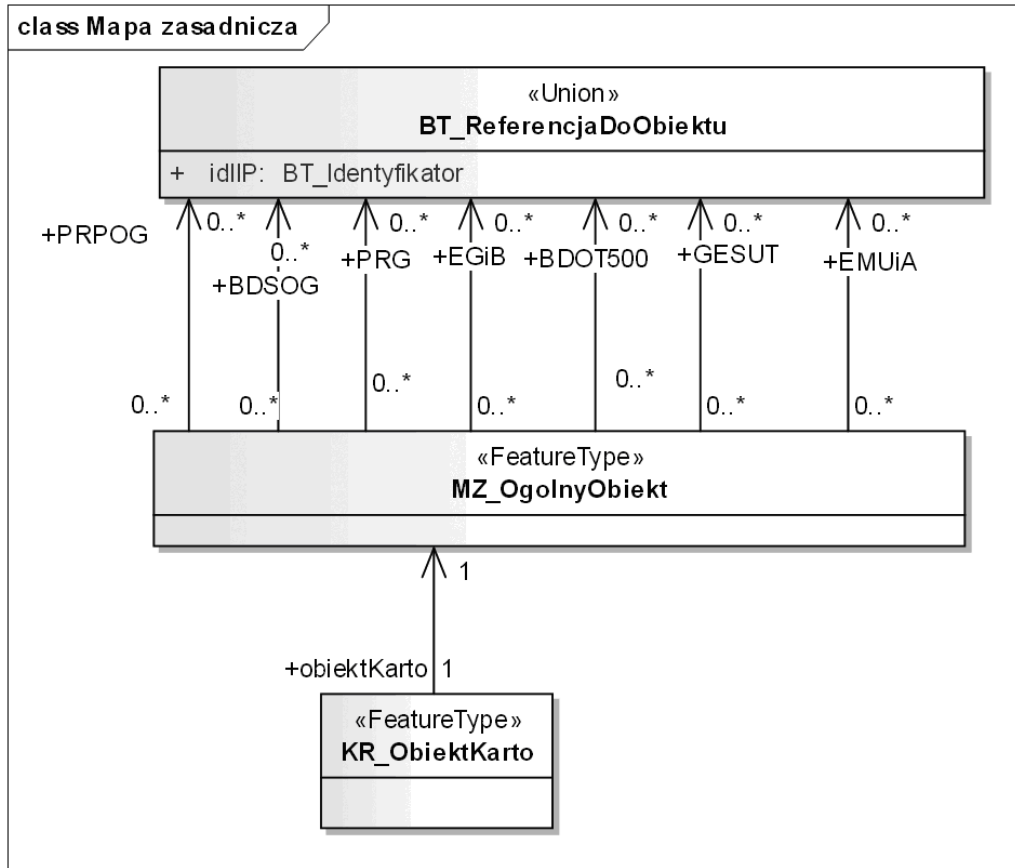 class Mapa zasadnicza
«Union»
BT_ReferencjaDoObiektu
+ idIIP: BT_Identyfikator
+PRPOG
0..*
0..*
+BDSOG
0..*
+PRG
0..*
+EGiB
0..*
+BDOT500
0..*
+GESUT
0..*
+EMUiA
0..*
0..*
0..*
0..*
0..*
0..*
0..*
«FeatureType»
MZ_OgolnyObiekt
1
+obiektKarto
1
«FeatureType»
KR_ObiektKarto